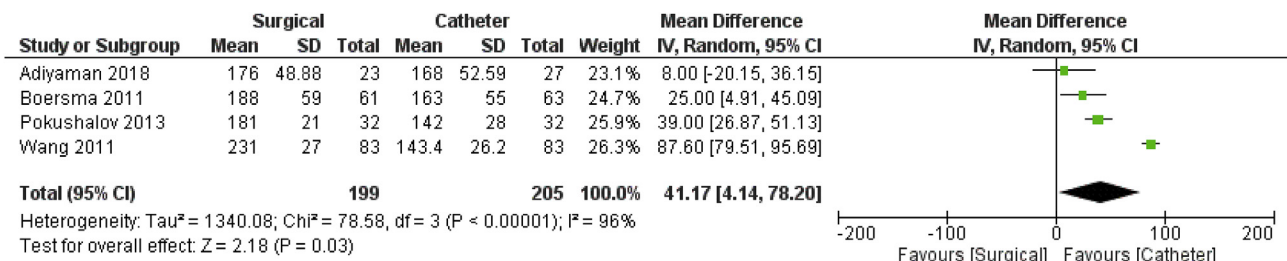 Surgical Catheter Mean Difference Mean Difference
Study or Subgroup Mean SD Total Mean SD Total Weight IV, Random, 95% CI IV, Random, 95% CI
Adiyaman 2018 176 48.88 23 168 52.59 27 23.1% 8.00 [-20.15, 36.15]
Boersma 2011 188 59 61 163 55 63 24.7% 25.00 [4.91, 45.09]
Pokushalov 2013 181 21 32 142 28 32 25.9% 39.00 [26.87, 51.13]
Wang 2011 231 27 83 143.4 26.2 83 26.3% 87.60 [79.51, 95.69]
Total (95% CI) 199 205 100.0% 41.17 [4.14, 78.20]
Heterogeneity: Tau² = 1340.08; Chi² = 78.58, df = 3 (P < 0.00001); I² = 96%
Test for overall effect: Z = 2.18 (P = 0.03)
-200 -100 0 100 200
Favours [Surgical] Favours [Catheter]